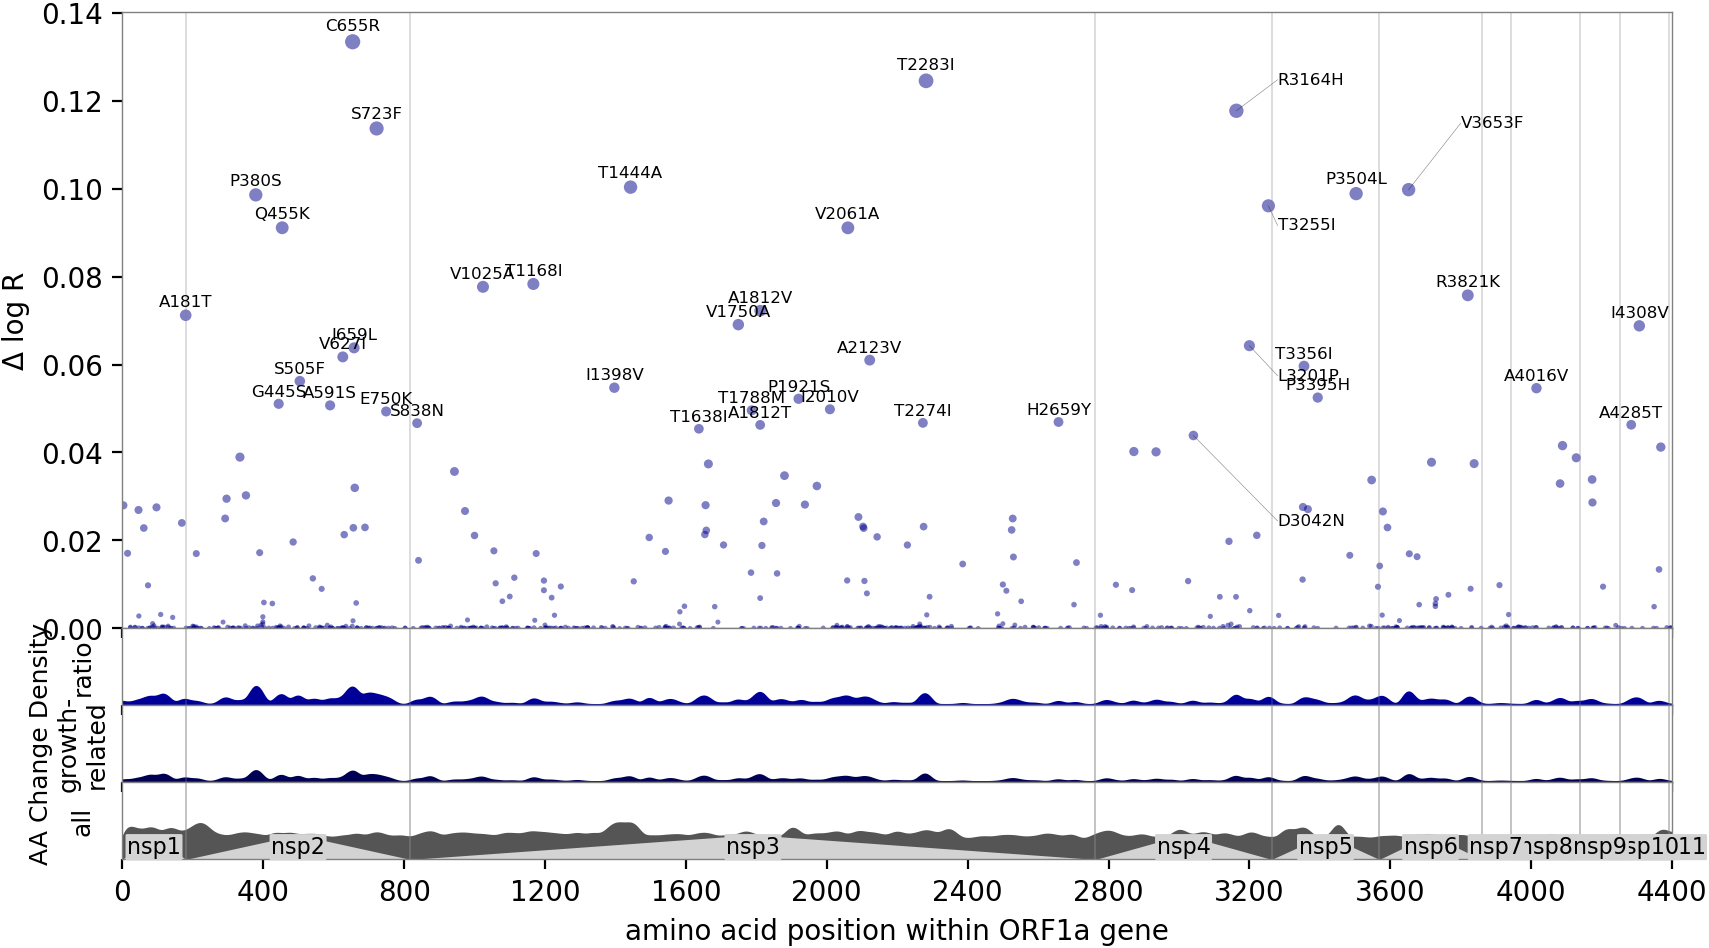 0.14
0.12
0.10
0.08
0.06
0.04
0.02
0.00
Δ log R
C655R
T2283I
R3164H
S723F
V3653F
T1444A
P380S
P3504L
Q455K
V2061A
T3255I
V1025A
T1168I
A181T
A1812V
V1750A
R3821K
I4308V
I659L
V627I
A2123V
T3356I
S505F
I1398V
L3201P
P3395H
A4016V
G445S
A591S
E750K
S838N
P1921S
T1788M
I2010V
T1638I
A1812T
T2274I
H2659Y
A4285T
D3042N
AA Change Density
ratio
growth-
related
all
nsp1
nsp2
nsp3
nsp4
nsp5
nsp6
nsp7
nsp8
nsp9
sp1011
0
400
800
1200
1600
2000
2400
2800
3200
3600
4000
4400
amino acid position within ORF1a gene